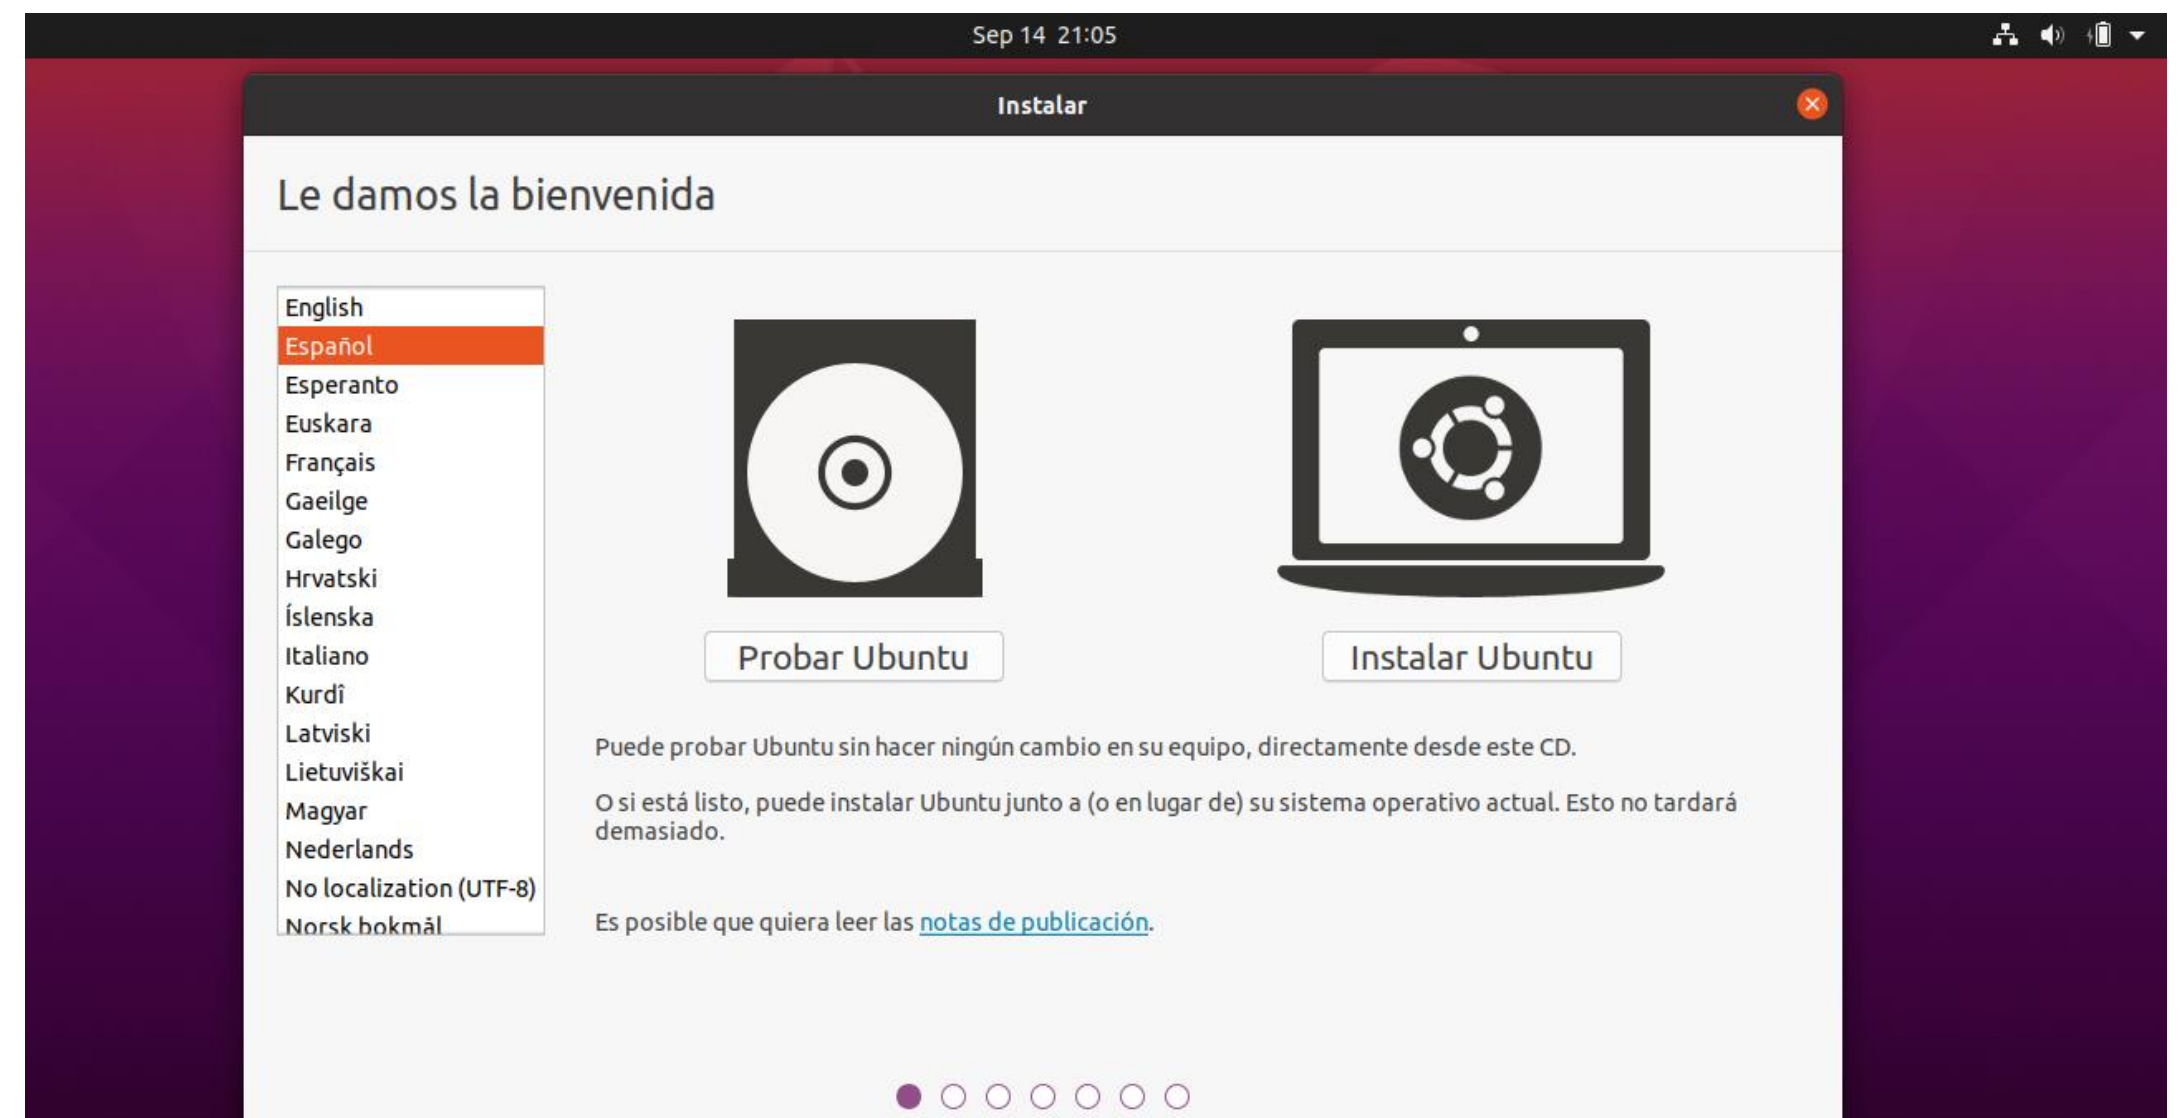 Sep 14 21:05
Instalar
Le damos la bienvenida
English
Español
Esperanto
Euskara
Français
Gaeilge
Galego
Hrvatski
Íslenska
Italiano
Kurdî
Latviski
Lietuviškai
Magyar
Nederlands
No localization (UTF-8)
Norsk bokmål
Probar Ubuntu
Instalar Ubuntu
Puede probar Ubuntu sin hacer ningún cambio en su equipo, directamente desde este CD.
O si está listo, puede instalar Ubuntu junto a (o en lugar de) su sistema operativo actual. Esto no tardará
demasiado.
Es posible que quiera leer las notas de publicación.